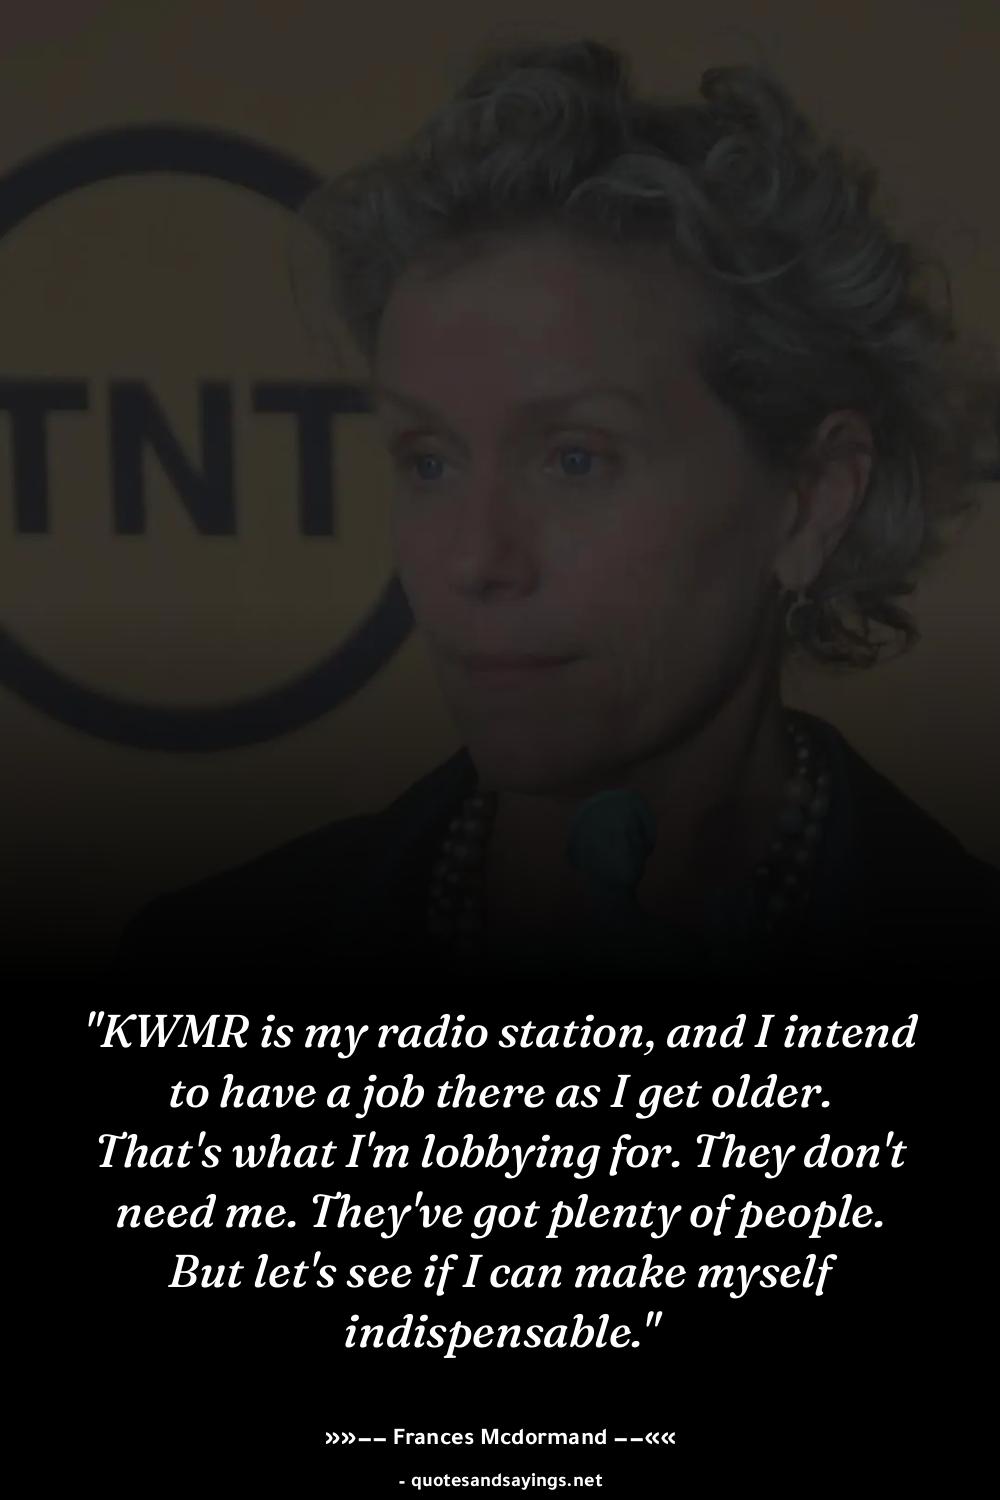 TNT
"KWMR is my radio station, and I intend
to have a job there as I get older.
That's what I'm lobbying for. They don't
need me. They've got plenty of people.
But let's see if I can make myself
indispensable."
»»–– Frances Mcdormand ––««
- quotesandsayings.net